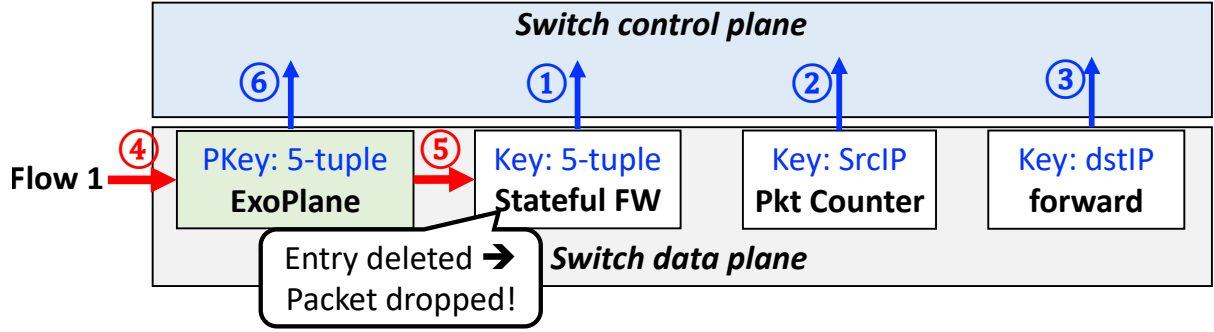 Switch control plane
⑥
①
②
③
④
⑤
Flow 1
PKey: 5-tuple
ExoPlane
Key: 5-tuple
Stateful FW
Key: SrcIP
Pkt Counter
Key: dstIP
forward
Entry deleted ➔
Packet dropped!
Switch data plane